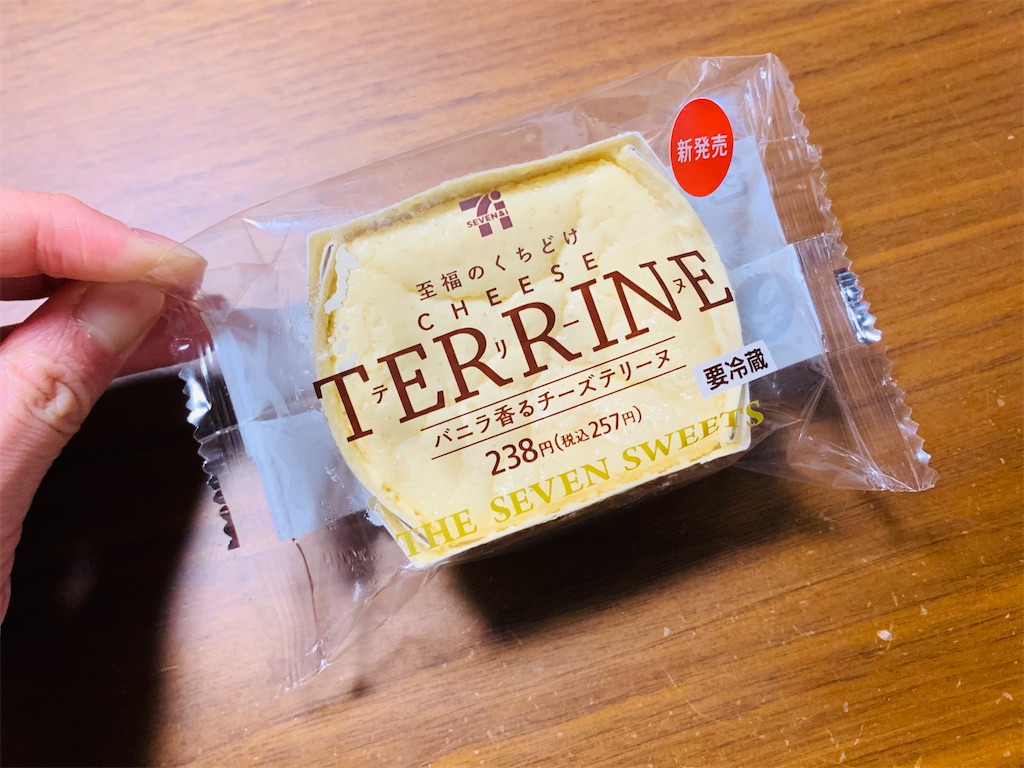 新発売
SEVEN&i
至福のくちどけ
CHEESE
TERRINE
テリーヌ
バニラ香るチーズテリーヌ
要冷蔵
238円(税込257円)
THE SEVEN SWEETS